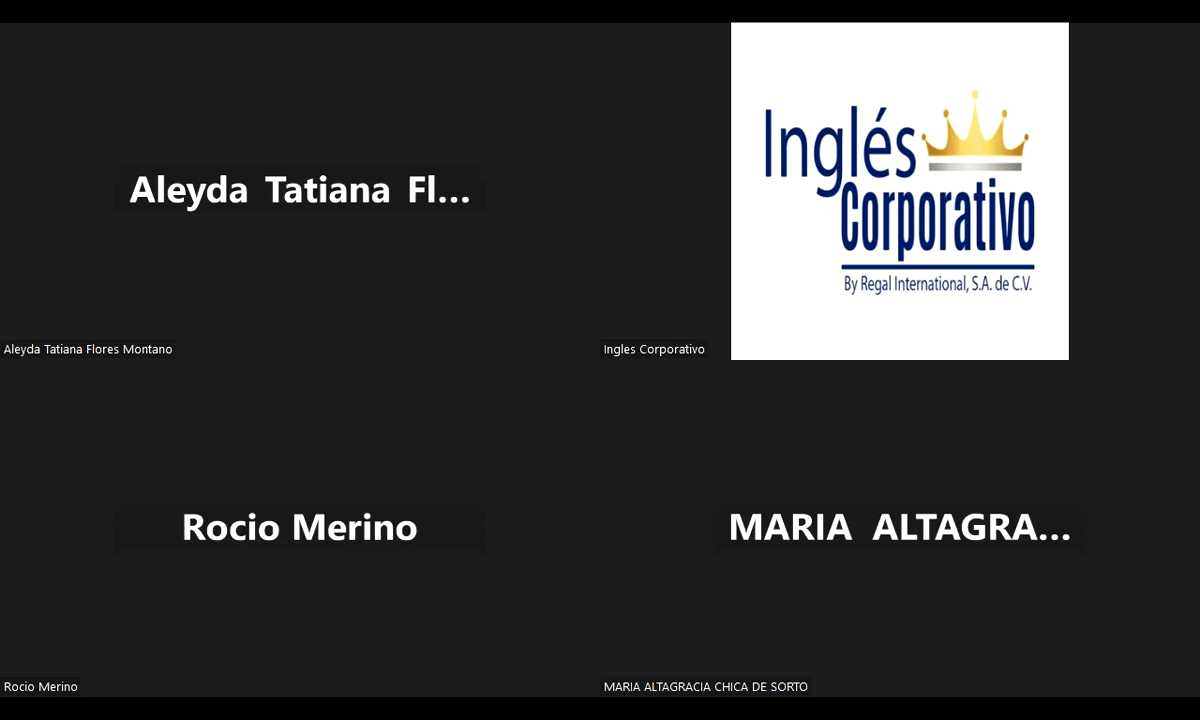 Aleyda Tatiana Fl...
Aleyda Tatiana Flores Montano
Inglés
Corporativo
By Regal International, S.A. de C.V.
Ingles Corporativo
Rocio Merino
Rocio Merino
MARIA ALTAGRA...
MARIA ALTAGRACIA CHICA DE SORTO